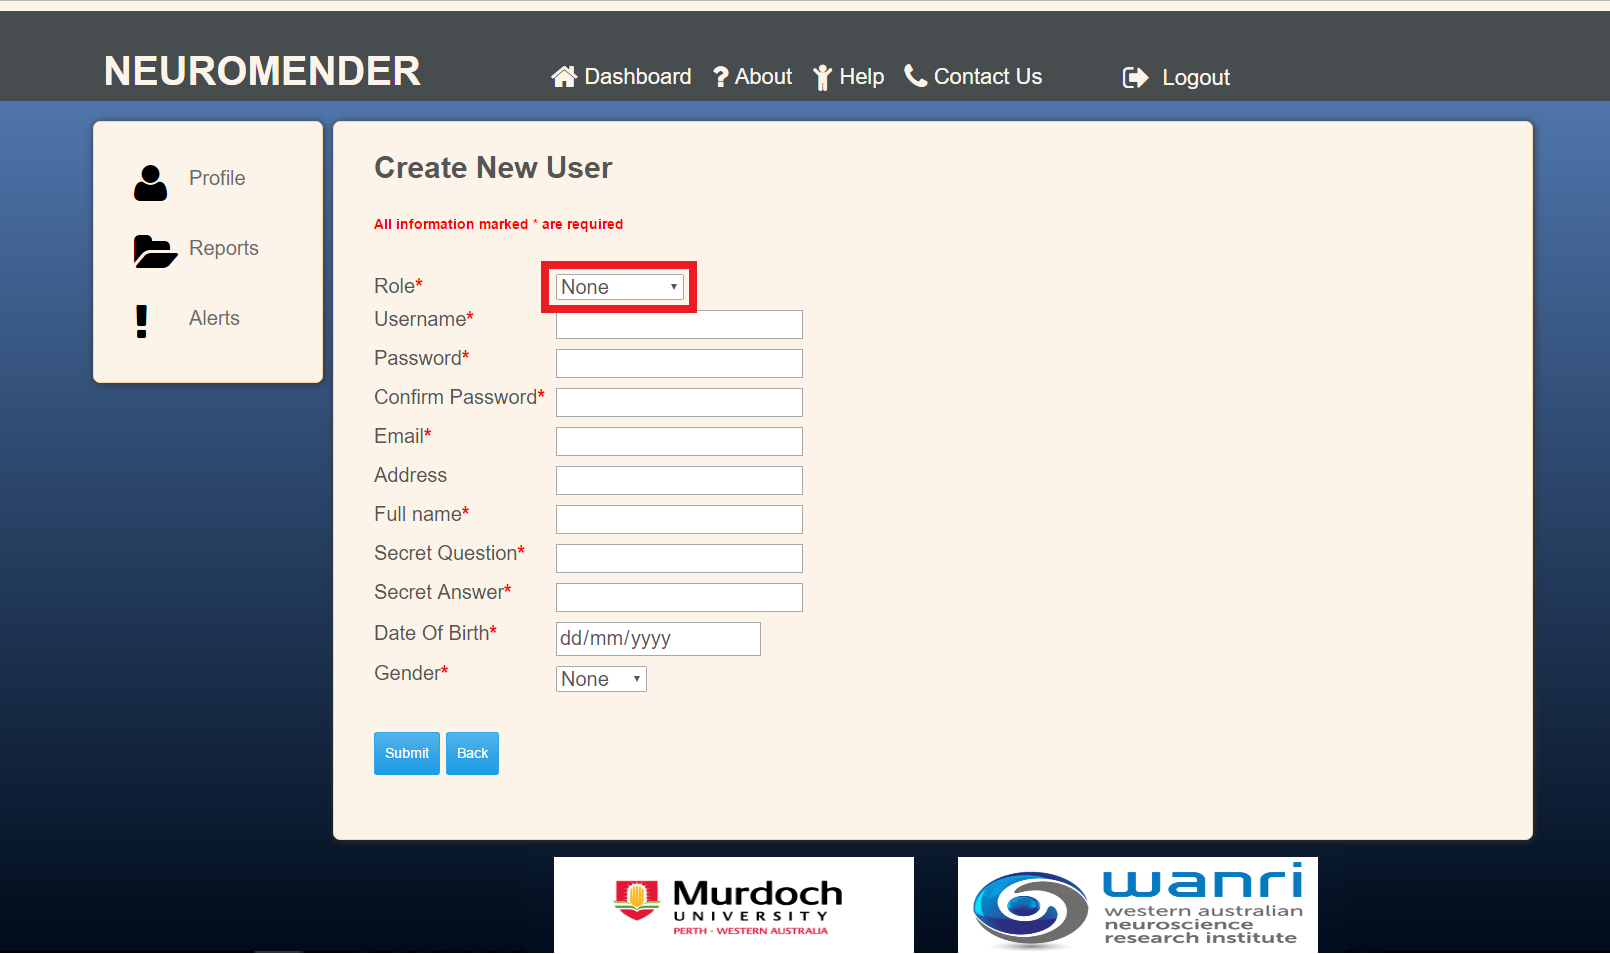 NEUROMENDER
Dashboard
? About
Help
Contact Us
Logout
Profile
Reports
! Alerts
Create New User
All information marked * are required
Role* None
Username*
Password*
Confirm Password*
Email*
Address
Full name*
Secret Question*
Secret Answer*
Date Of Birth* dd/mm/yyyy
Gender* None
Submit Back
Murdoch
UNIVERSITY
PERTH - WESTERN AUSTRALIA
wanri
western australian
neuroscience
research institute